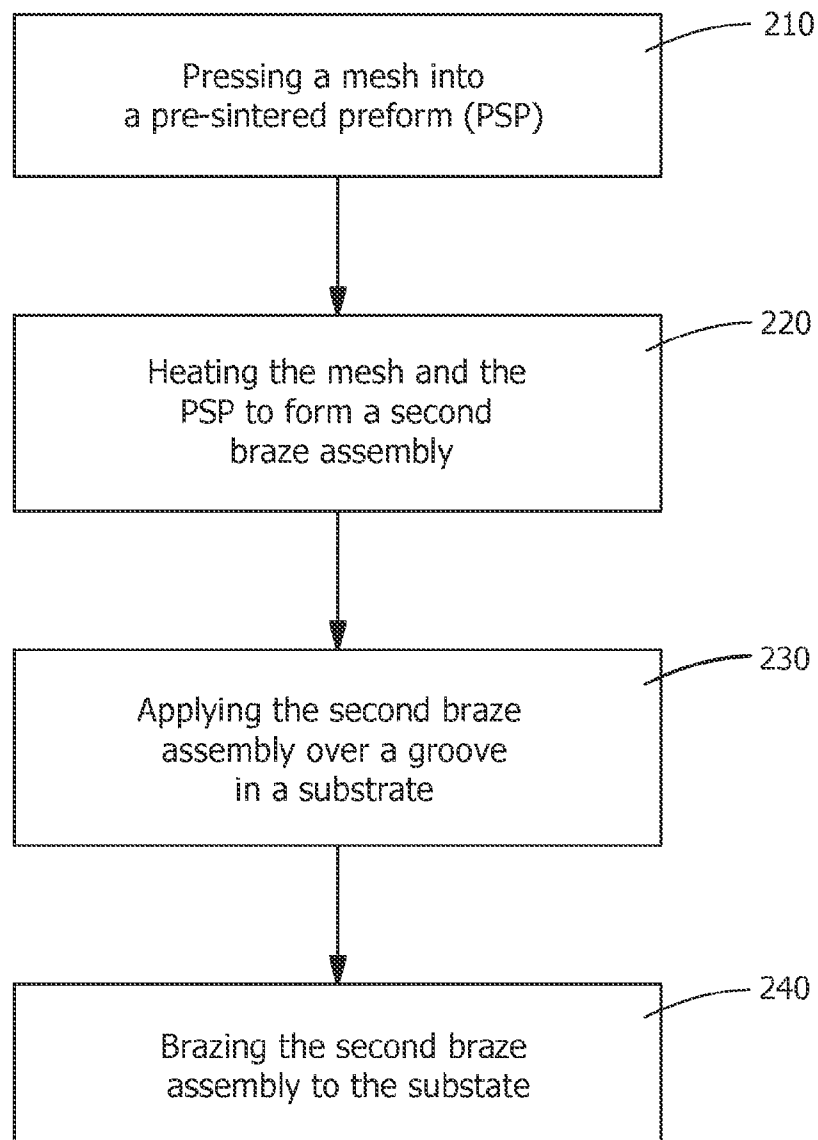 210
Pressing a mesh into
a pre-sintered preform (PSP)
220
Heating the mesh and the
PSP to form a second
braze assembly
230
Applying the second braze
assembly over a groove
in a substrate
240
Brazing the second braze
assembly to the substate